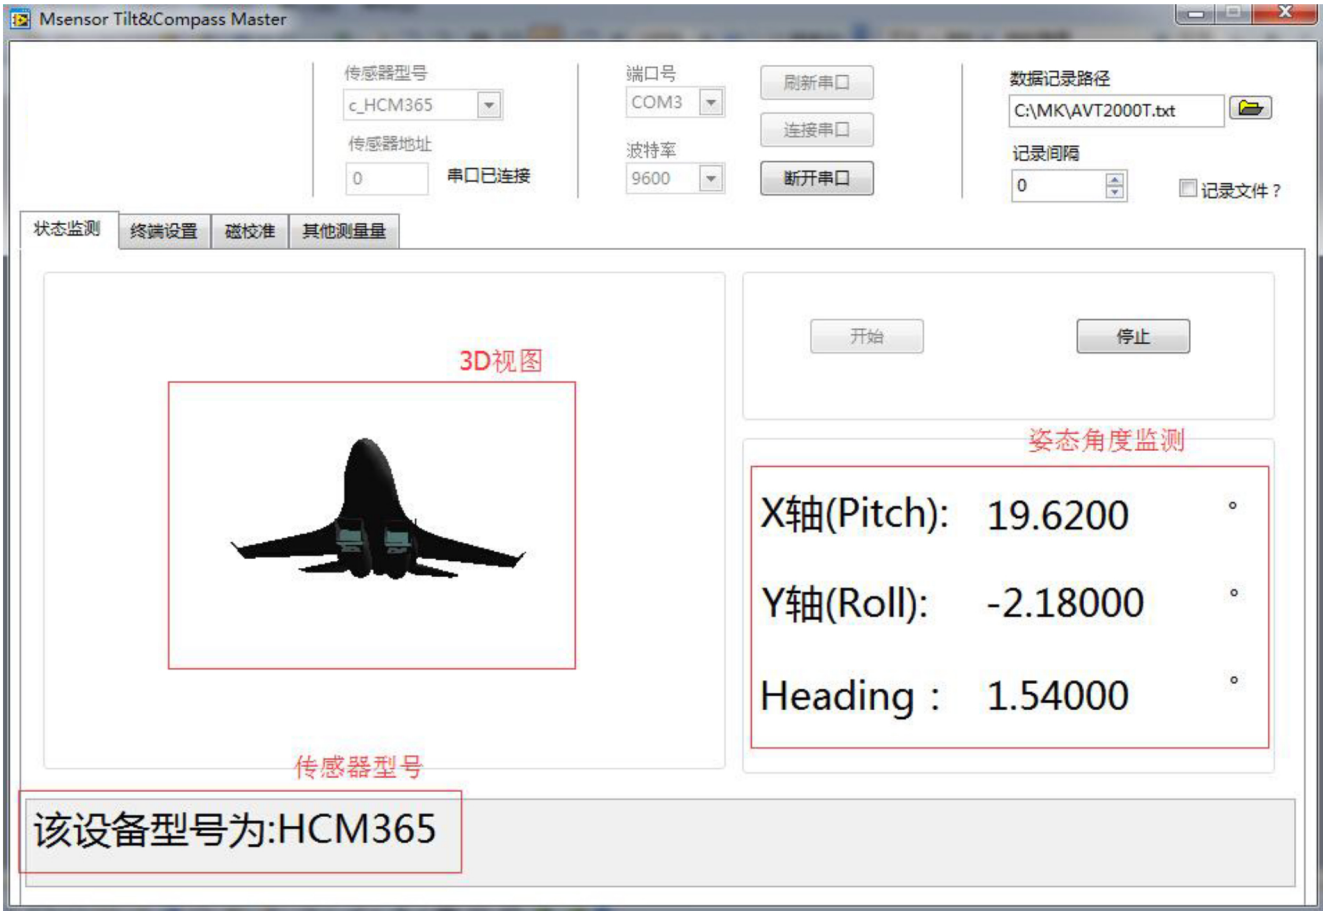 Msensor Tilt&Compass Master
传感器型号
c_HCM365
传感器地址
0
串口已连接
端口号
COM3
波特率
9600
刷新串口
连接串口
断开串口
数据记录路径
C:\MK\AVT2000T.txt
记录间隔
0
记录文件？
状态监测 终端设置 磁校准 其他测量量
3D视图
开始 停止
姿态角度监测
X轴(Pitch): 19.6200 °
Y轴(Roll): -2.18000 °
Heading： 1.54000 °
传感器型号
该设备型号为:HCM365